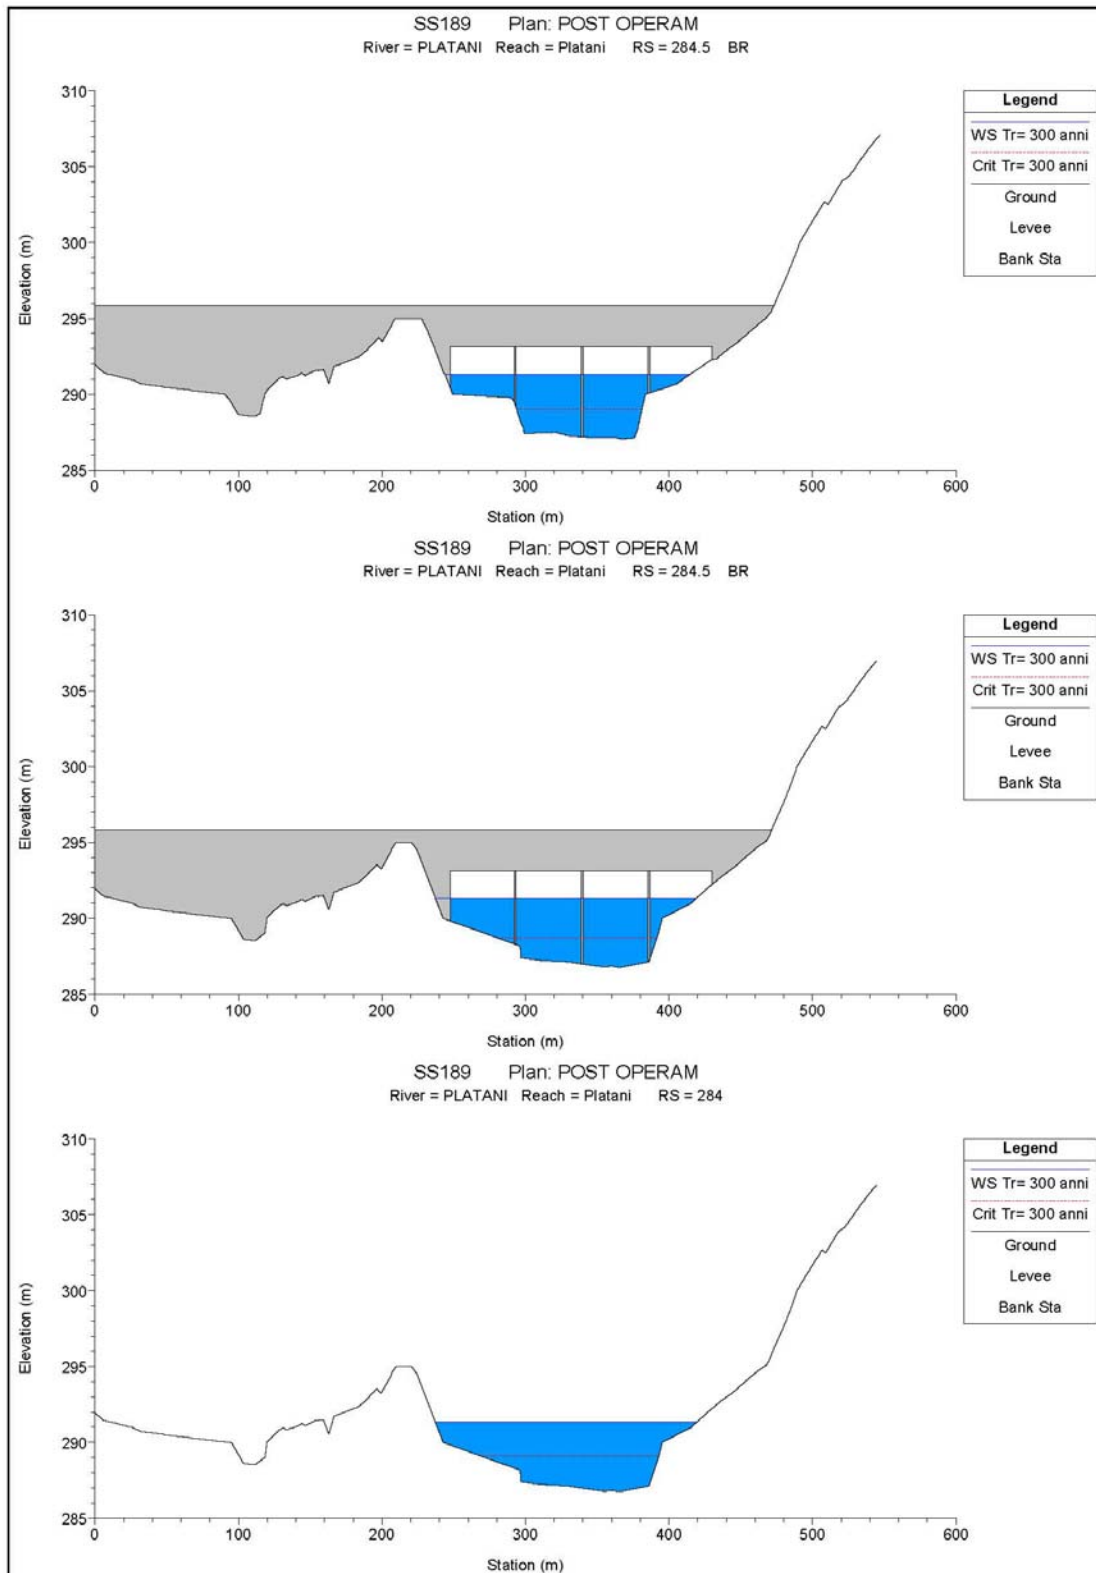 SS189 Plan: POST OPERAM
River = PLATANI Reach = Platani RS = 284.5 BR
310
305
300
295
290
285
0 100 200 300 400 500 600
Elevation (m)
Station (m)
Legend
WS Tr= 300 anni
Crit Tr= 300 anni
Ground
Levee
Bank Sta
SS189 Plan: POST OPERAM
River = PLATANI Reach = Platani RS = 284.5 BR
310
305
300
295
290
285
0 100 200 300 400 500 600
Elevation (m)
Station (m)
Legend
WS Tr= 300 anni
Crit Tr= 300 anni
Ground
Levee
Bank Sta
SS189 Plan: POST OPERAM
River = PLATANI Reach = Platani RS = 284
310
305
300
295
290
285
0 100 200 300 400 500 600
Elevation (m)
Station (m)
Legend
WS Tr= 300 anni
Crit Tr= 300 anni
Ground
Levee
Bank Sta